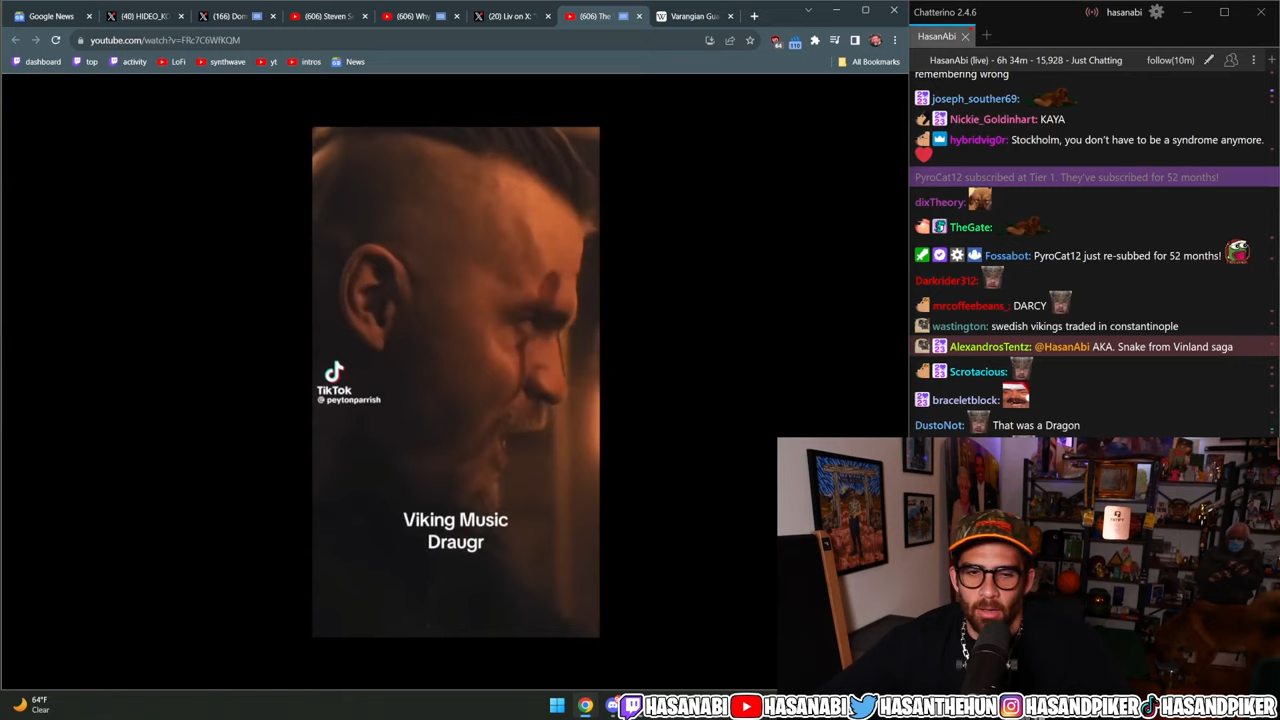 Google News
(40) HIDEO_KO
(166) Dom
(606) Steven S
(606) Why
(20) Liv on X: "
(606) The
Varangian Gua
youtube.com/watch?v=FRc7C6WfKQM
dashboard
top
activity
LoFi
synthwave
yt
intros
News
All Bookmarks
TikTok
@ peytonparrish
Viking Music
Draugr
Chatterino 2.4.6
hasanabi
HasanAbi
HasanAbi (live) - 6h 34m - 15,928 - Just Chatting
follow(10m)
remembering wrong
joseph_souther69:
Nickie_Goldinhart: KAYA
hybridvig0r: Stockholm, you don't have to be a syndrome anymore.
PyroCat12 subscribed at Tier 1. They've subscribed for 52 months!
dixTheory:
TheGate:
Fossabot: PyroCat12 just re-subbed for 52 months!
Darkrider312:
mrcoffeebeans_: DARCY
wastington: swedish vikings traded in constantinople
AlexandrosTentz: @HasanAbi AKA. Snake from Vinland saga
Scrotacious:
braceletblock:
DustoNot: That was a Dragon
64°F
Clear
HASANABI
HASANABI
HASANTHEHUN
HASANDPIKER
HASANDPIKER